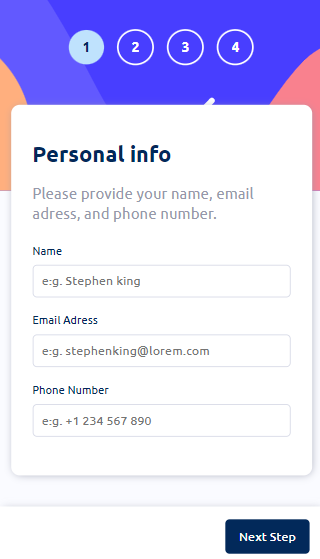 1 2 3 4
Personal info
Please provide your name, email
adress, and phone number.
Name
e.g. Stephen king
Email Adress
e.g. stephenking@lorem.com
Phone Number
e.g. +1 234 567 890
Next Step